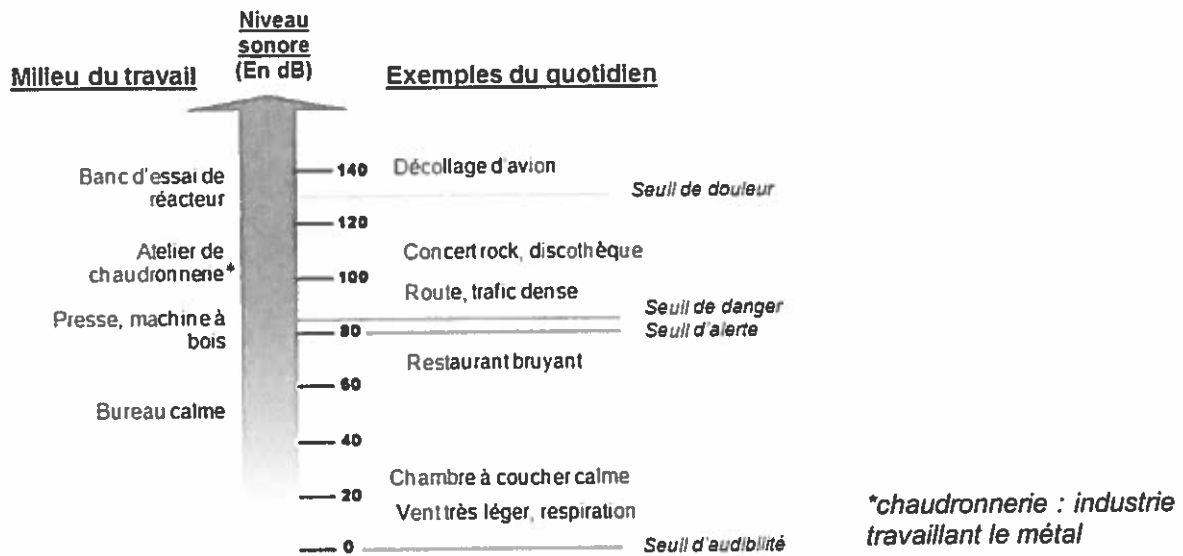 Niveau
sonore
(En dB)
Milieu du travail
Exemples du quotidien
140
Décollage d'avion
Banc d'essai de
réacteur
Seuil de douleur
120
Atelier de
chaudronnerie*
Concert rock, discothèque
100
Route, trafic dense
Seuil de danger
Presse, machine à
bois
80
Seuil d'alerte
Restaurant bruyant
60
Bureau calme
40
Chambre à coucher calme
20
Vent très léger, respiration
0
Seuil d'audibilité
*chaudronnerie : industrie
travaillant le métal